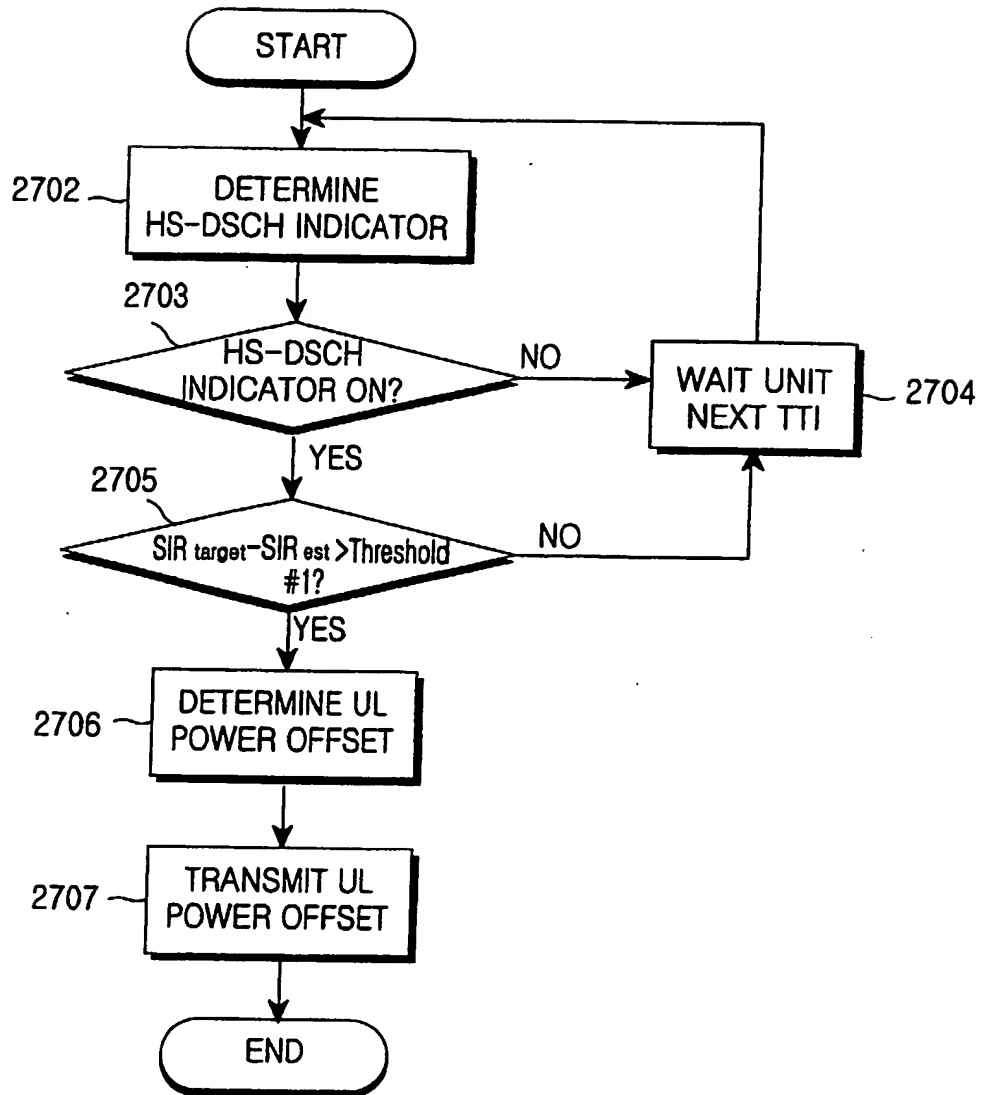 START
2702
DETERMINE
HS-DSCH INDICATOR
2703
HS-DSCH
INDICATOR ON?
NO
WAIT UNIT
NEXT TTI
2704
YES
2705
SIR target-SIR est >Threshold
#1?
NO
YES
2706
DETERMINE UL
POWER OFFSET
2707
TRANSMIT UL
POWER OFFSET
END